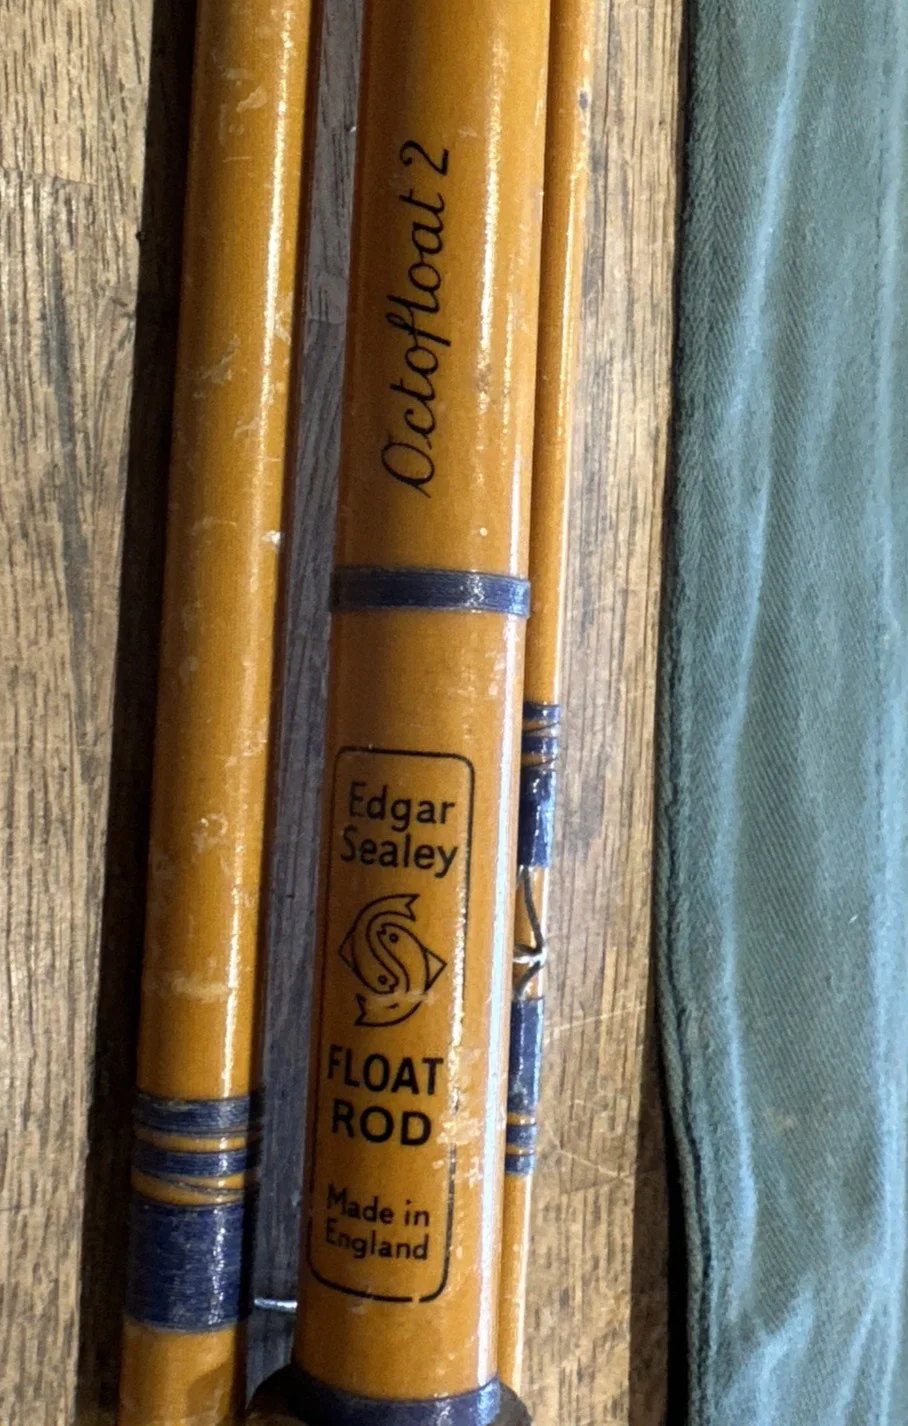 Octofloat 2
Edgar
Sealey
FLOAT
ROD
Made in
England